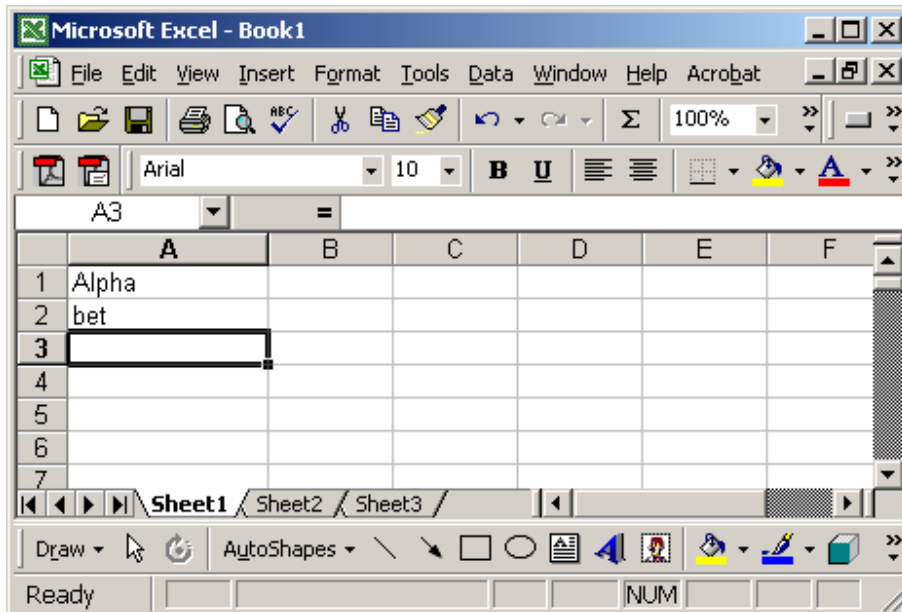 Microsoft Excel - Book1
File Edit View Insert Format Tools Data Window Help Acrobat
ABC Σ 100%
Arial 10 B U A
A3 =
A B C D E F
1 Alpha
2 bet
3
4
5
6
7
Sheet1 Sheet2 Sheet3
Draw AutoShapes A
Ready NUM